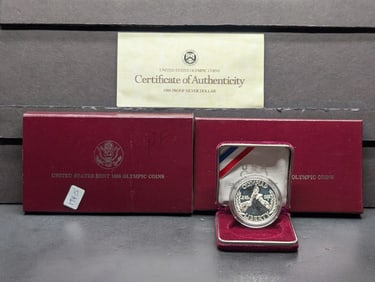 UNITED STATES OLYMPIC COINS
Certificate of Authenticity
1988 PROOF SILVER DOLLAR
UNITED STATES MINT 1988 OLYMPIC COINS
OLYMPIC COINS